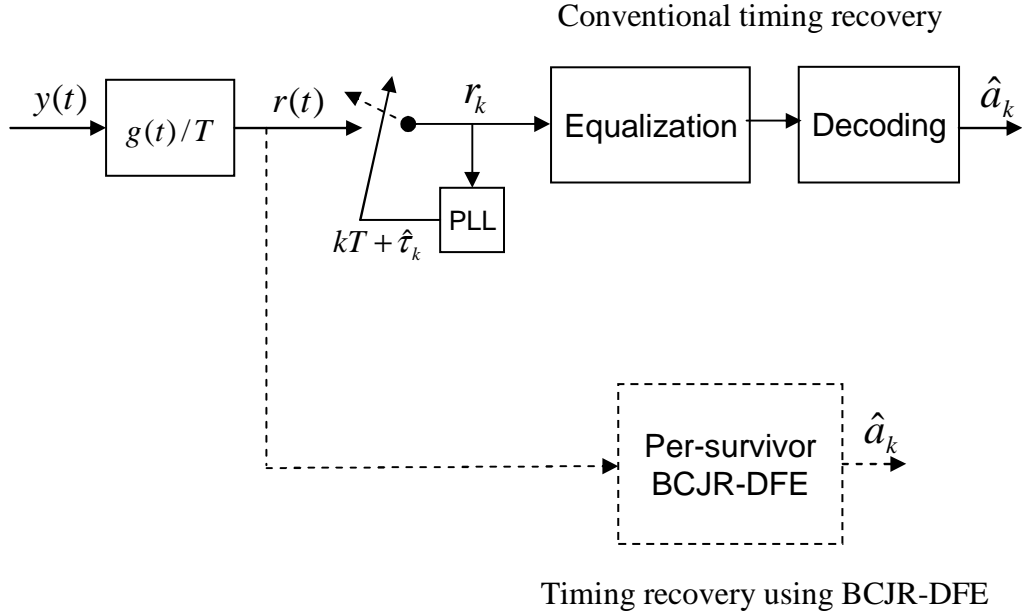 Conventional timing recovery
y(t)
g(t)/T
r(t)
r_k
Equalization
Decoding
â_k
PLL
kT + τ̂_k
Per-survivor
BCJR-DFE
â_k
Timing recovery using BCJR-DFE